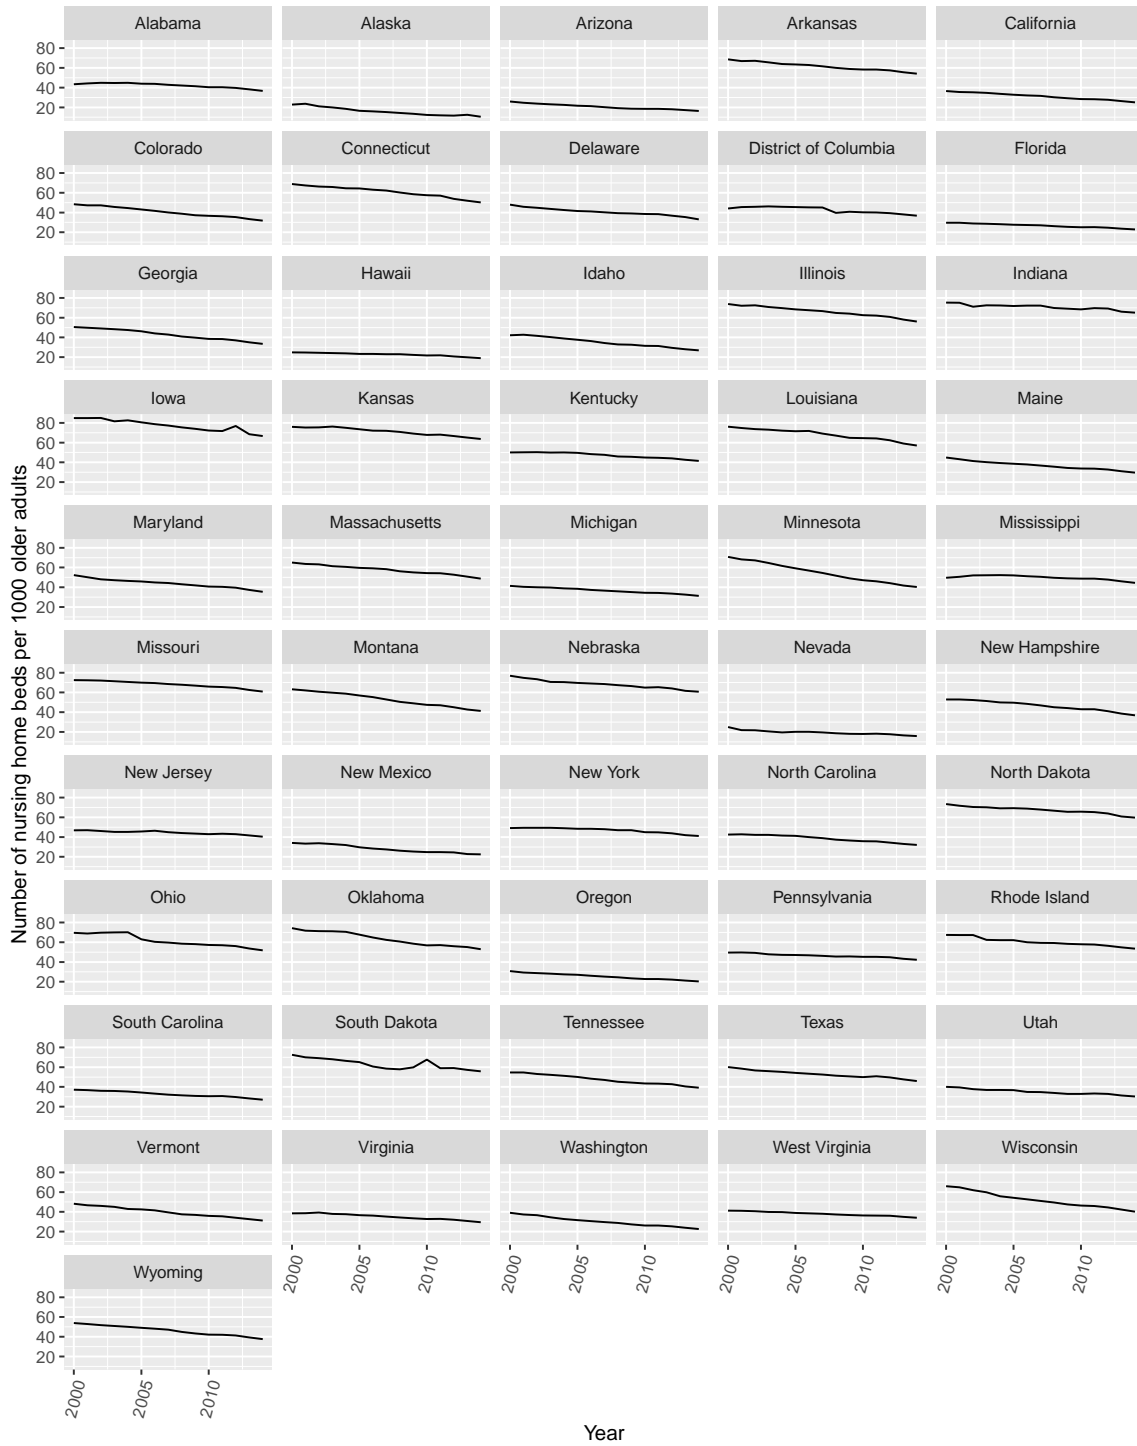 Alabama Alaska Arizona Arkansas California
80
60
40
20
Colorado Connecticut Delaware District of Columbia Florida
80
60
40
20
Georgia Hawaii Idaho Illinois Indiana
80
60
40
20
Iowa Kansas Kentucky Louisiana Maine
80
60
40
20
Maryland Massachusetts Michigan Minnesota Mississippi
80
60
40
20
Missouri Montana Nebraska Nevada New Hampshire
80
60
40
20
New Jersey New Mexico New York North Carolina North Dakota
80
60
40
20
Ohio Oklahoma Oregon Pennsylvania Rhode Island
80
60
40
20
South Carolina South Dakota Tennessee Texas Utah
80
60
40
20
Vermont Virginia Washington West Virginia Wisconsin
80
60
40
20
2000 2005 2010 2000 2005 2010 2000 2005 2010 2000 2005 2010
Wyoming
80
60
40
20
2000 2005 2010
Number of nursing home beds per 1000 older adults
Year